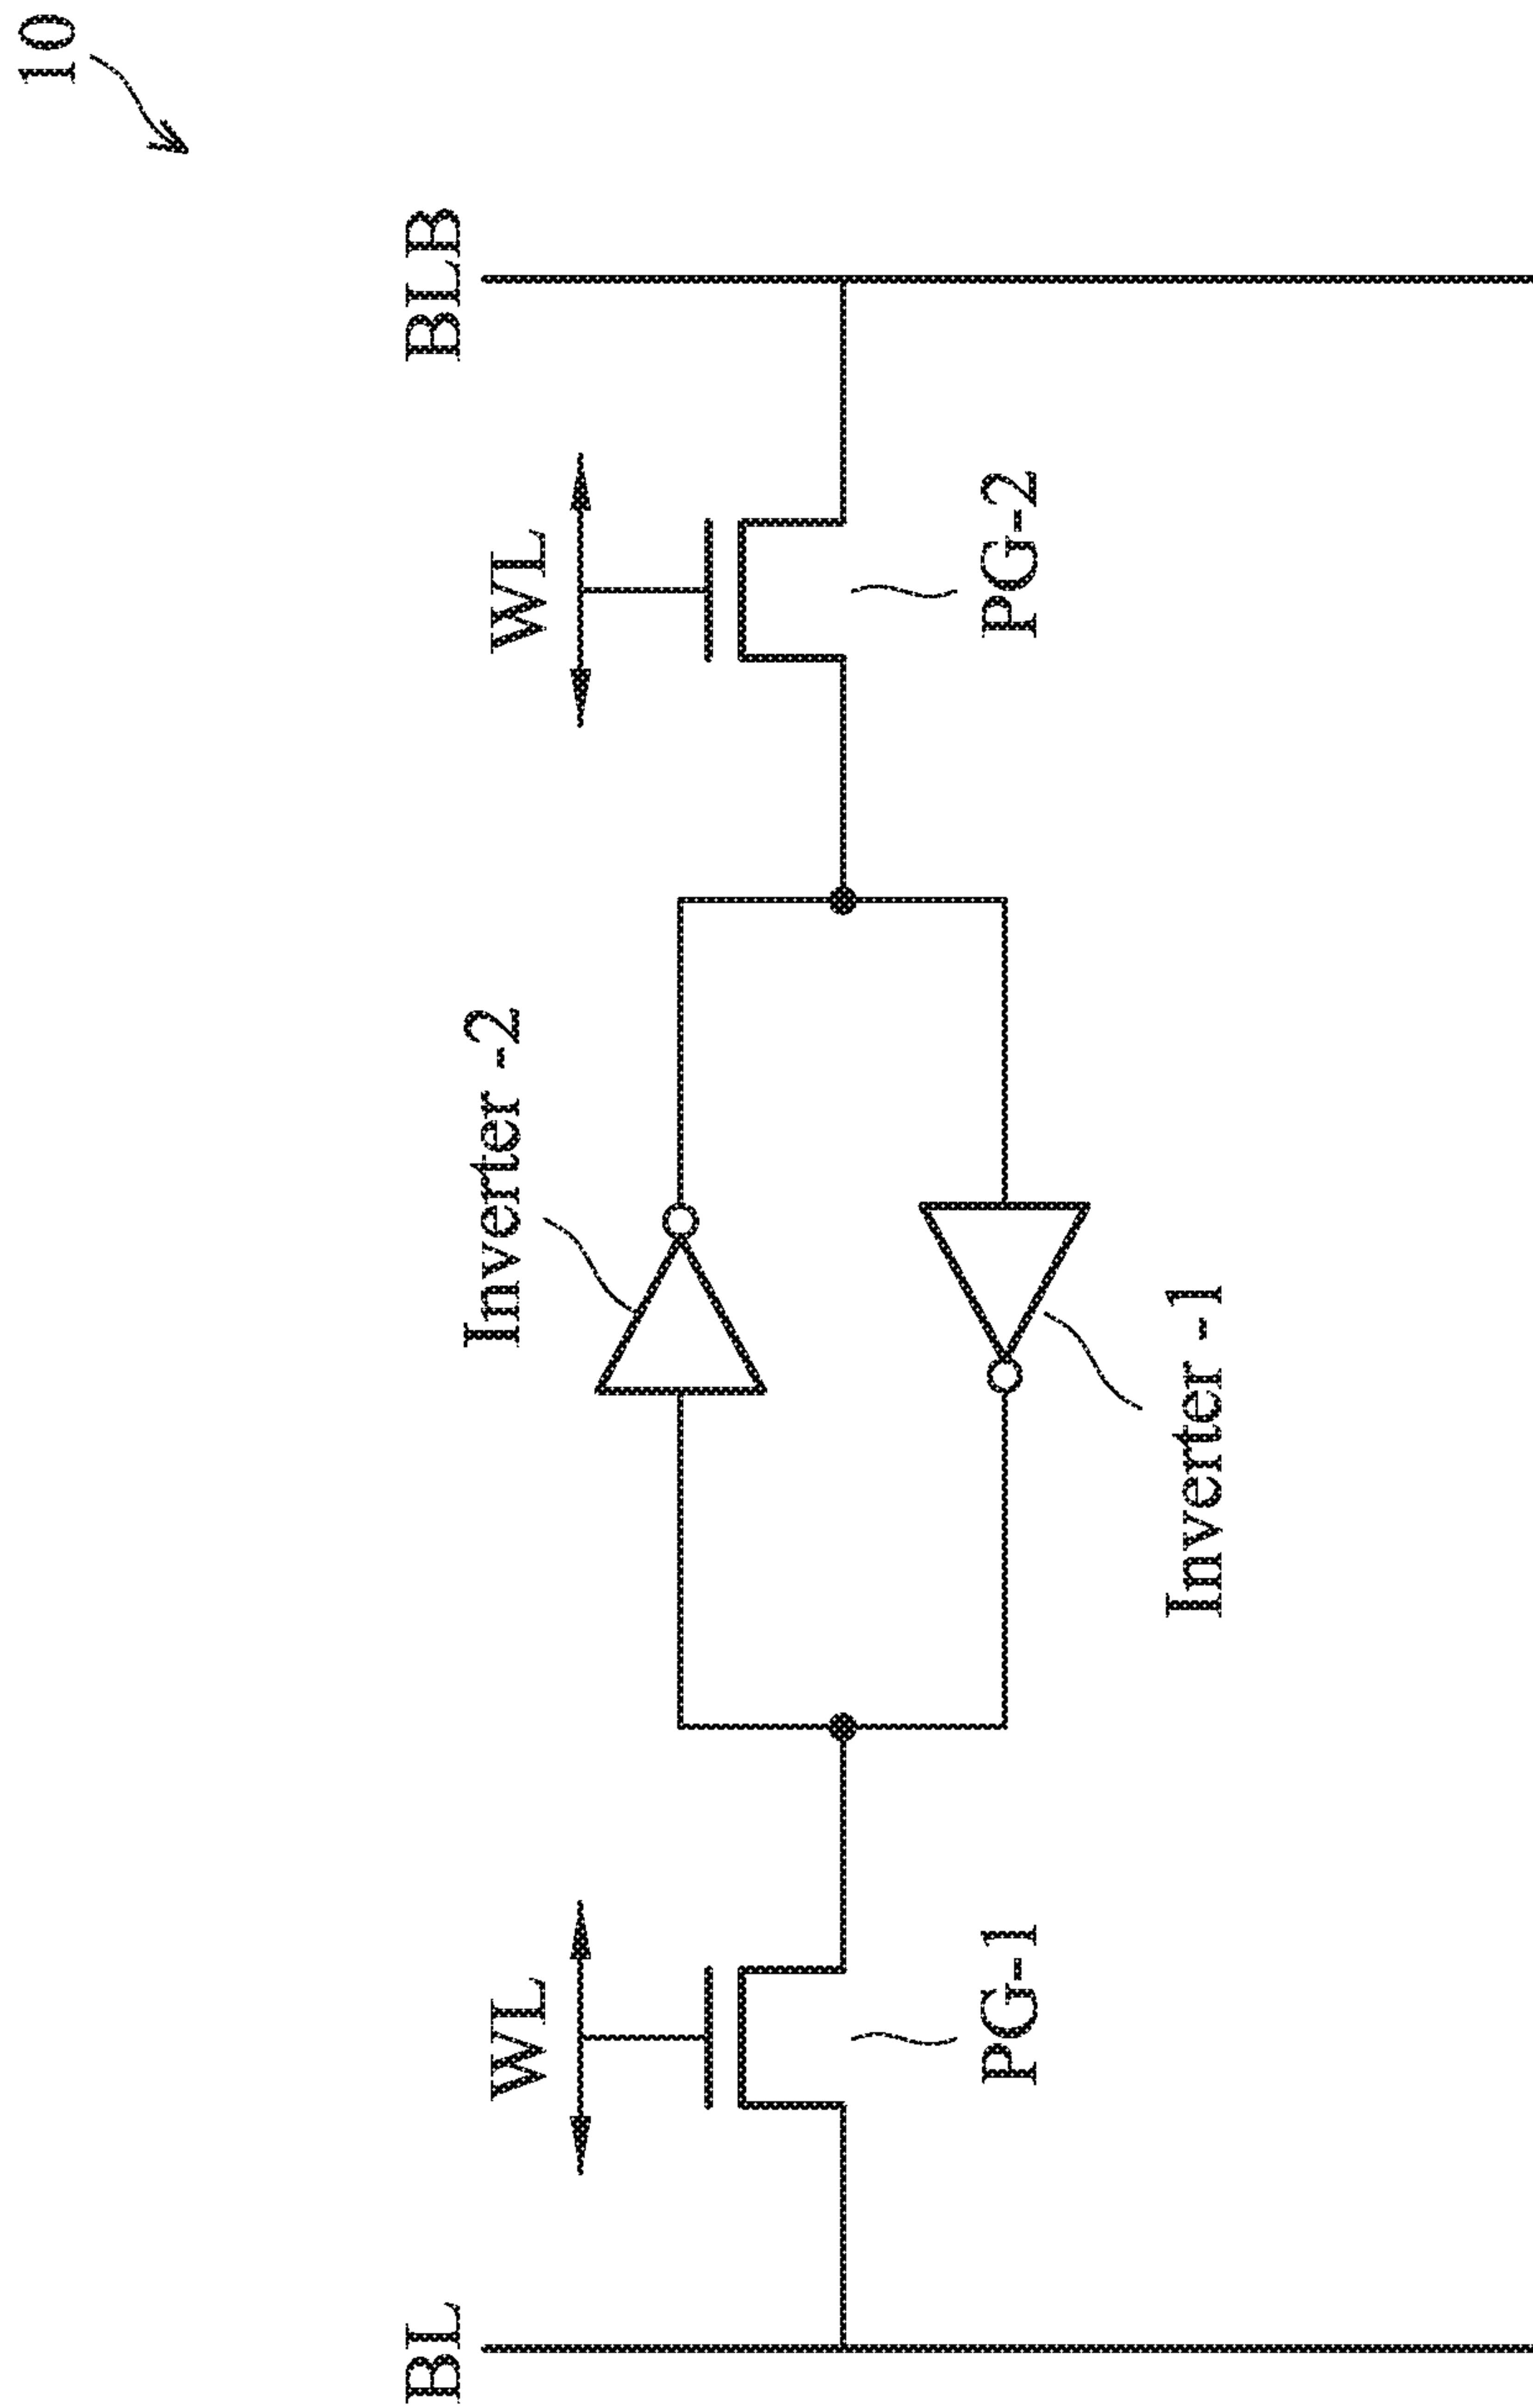 10
BL
BLB
WL
WL
Inverter -2
PG-1
PG-2
Inverter -1